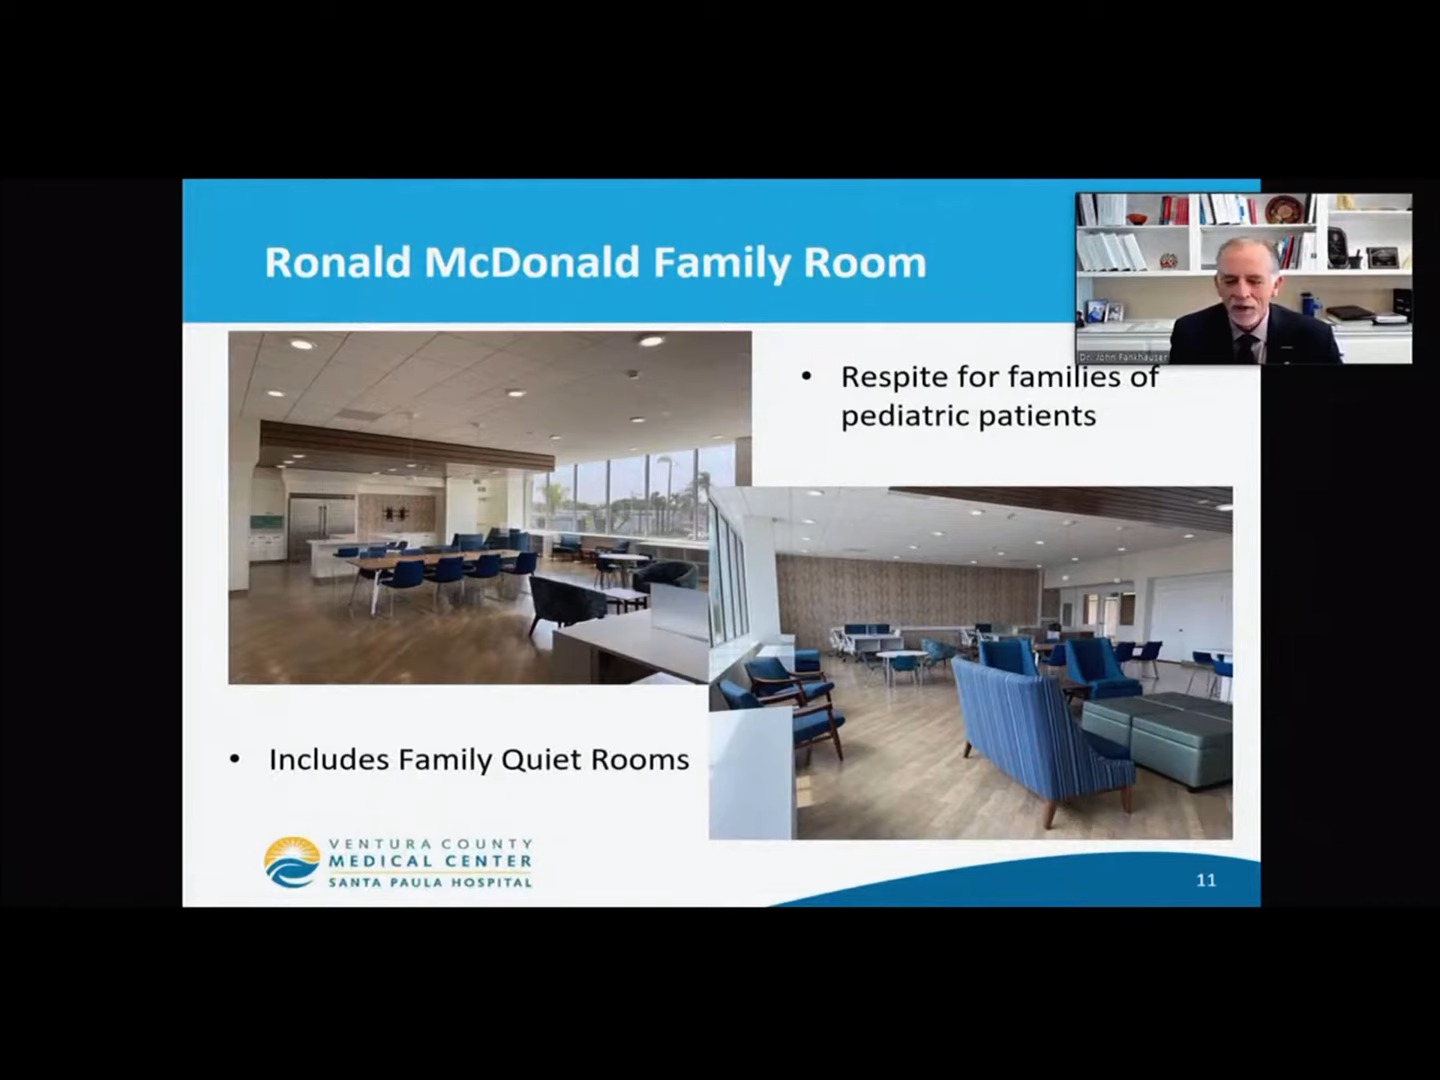 Ronald McDonald Family Room
Dr. John Fankhauser
• Respite for families of
pediatric patients
• Includes Family Quiet Rooms
VENTURA COUNTY
MEDICAL CENTER
SANTA PAULA HOSPITAL
11